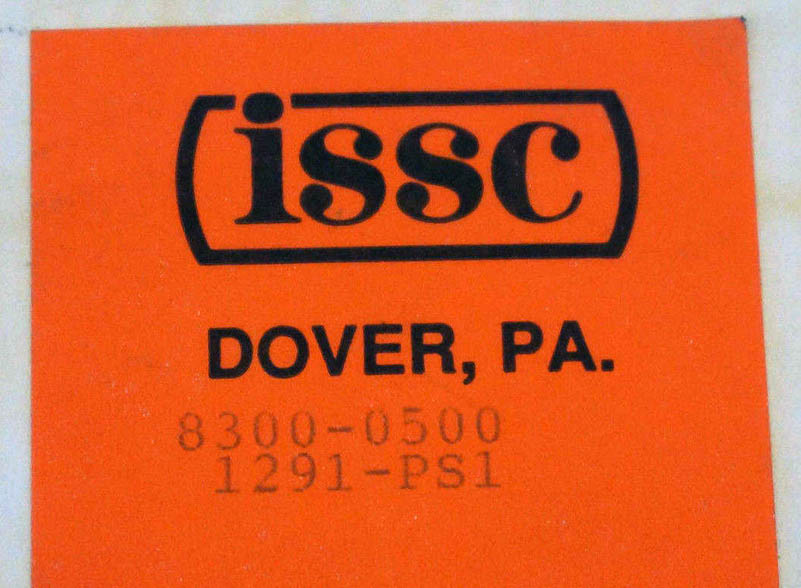 issc
DOVER, PA.
8300-0500
1291-PS1